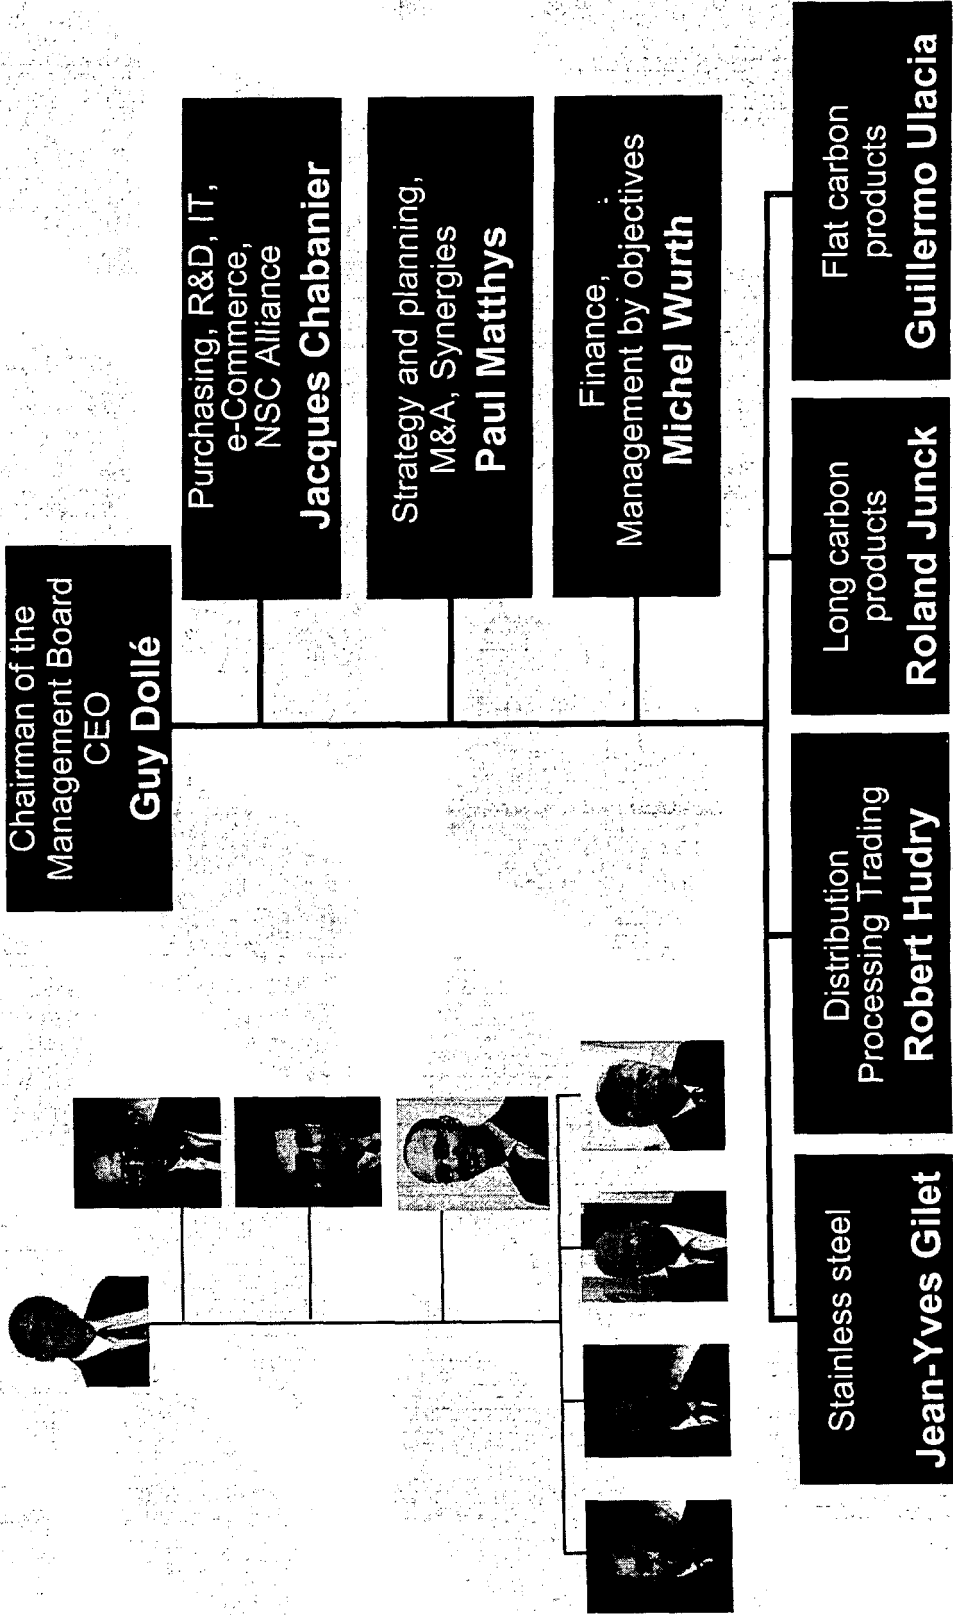 Chairman of the
Management Board
CEO
Guy Dollé
Purchasing, R&D, IT,
e-Commerce,
NSC Alliance
Jacques Chabanier
Strategy and planning,
M&A, Synergies
Paul Matthys
Finance,
Management by objectives
Michel Wurth
Stainless steel
Jean-Yves Gilet
Distribution
Processing Trading
Robert Hudry
Long carbon
products
Roland Junck
Flat carbon
products
Guillermo Ulacia